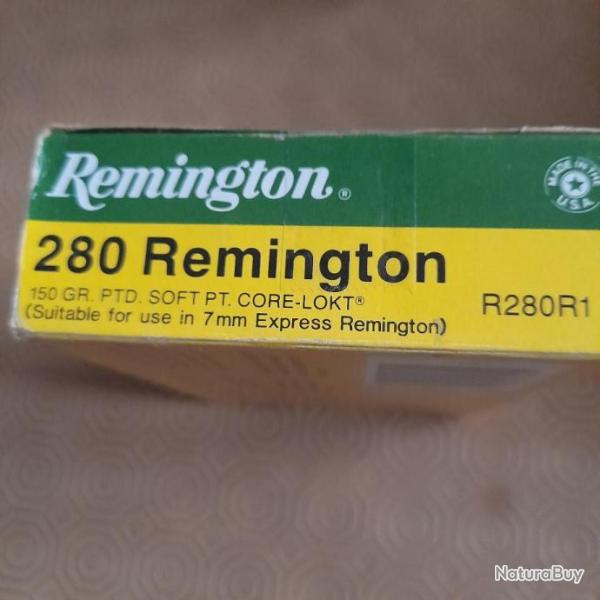 Remington®
MADE IN THE U.S.A.
280 Remington
150 GR. PTD. SOFT PT. CORE-LOKT®
R280R1
(Suitable for use in 7mm Express Remington)
NaturaBuy